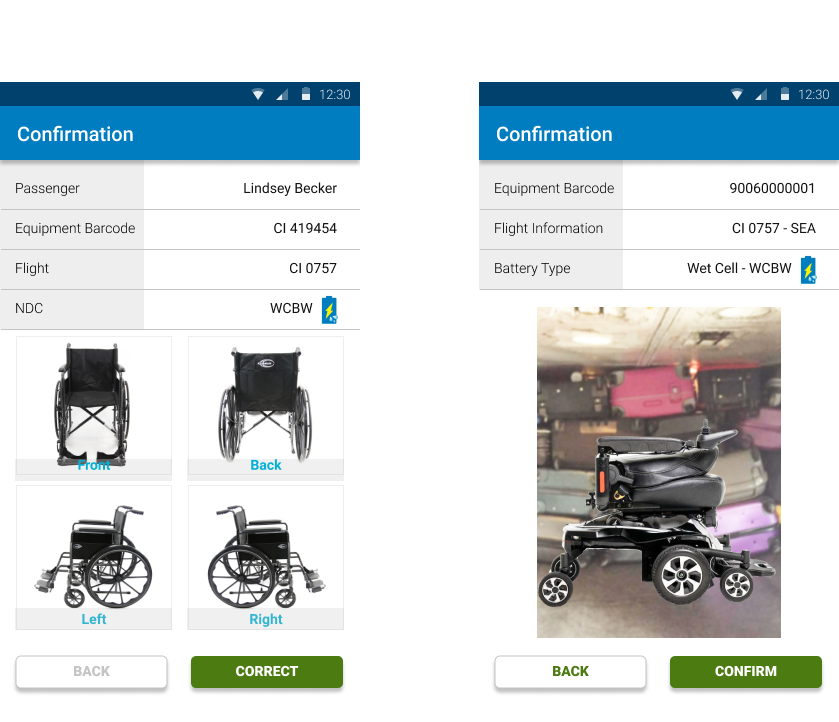 12:30
Confirmation
Passenger Lindsey Becker
Equipment Barcode CI 419454
Flight CI 0757
NDC WCBW
Front Back
Left Right
BACK CORRECT
12:30
Confirmation
Equipment Barcode 90060000001
Flight Information CI 0757 - SEA
Battery Type Wet Cell - WCBW
BACK CONFIRM